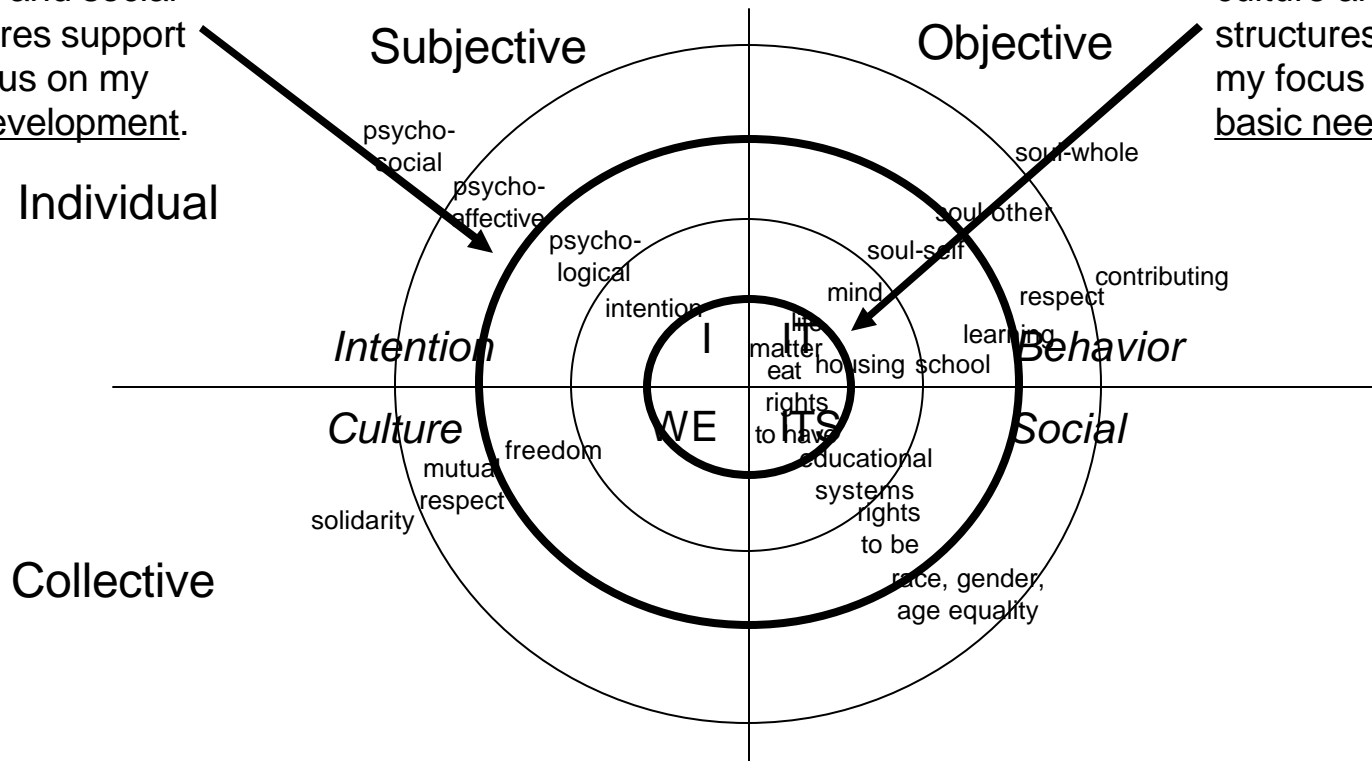 and social
res support
us on my
evelopment.
Subjective
Objective
culture
structures
my focus
basic nee
Individual
psycho-
social
psycho-
affective
psycho-
logical
intention
soul-whole
soul-other
soul-self
mind
life
matter
eat
housing
school
contributing
respect
learning
I
IT
Intention
Behavior
WE
ITS
Culture
Social
rights
to have
educational
systems
rights
to be
race, gender,
age equality
freedom
mutual
respect
solidarity
Collective